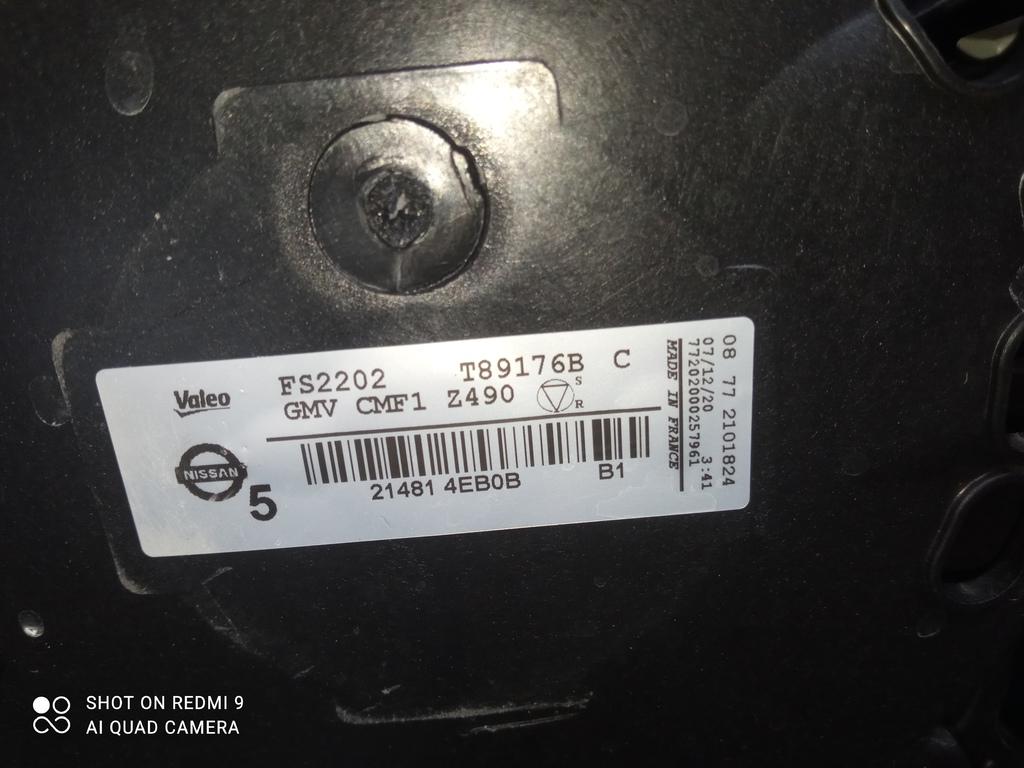 Valeo
FS2202 T89176B C
GMV CMF1 Z490 S R
NISSAN
5
21481 4EB0B B1
MADE IN FRANCE
77202000257961
07/12/20 3:41
08 77 2101824
SHOT ON REDMI 9
AI QUAD CAMERA